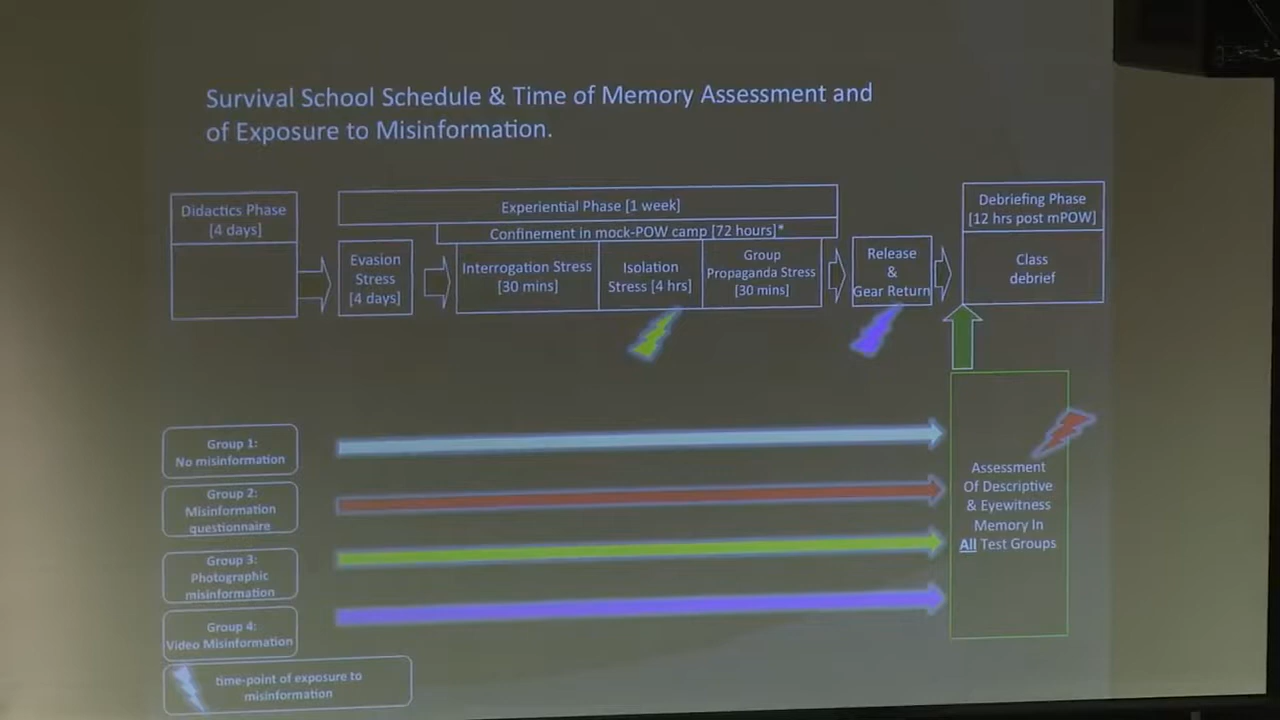 Survival School Schedule & Time of Memory Assessment and
of Exposure to Misinformation.
Didactics Phase
[4 days]
Experiential Phase [1 week]
Confinement in mock-POW camp [72 hours]*
Evasion
Stress
[4 days]
Interrogation Stress
[30 mins]
Isolation
Stress [4 hrs]
Group
Propaganda Stress
[30 mins]
Release
&
Gear Return
Debriefing Phase
[12 hrs post mPOW]
Class
debrief
Group 1:
No misinformation
Group 2:
Misinformation
questionnaire
Group 3:
Photographic
misinformation
Group 4:
Video Misinformation
time-point of exposure to
misinformation
Assessment
Of Descriptive
& Eyewitness
Memory In
All Test Groups